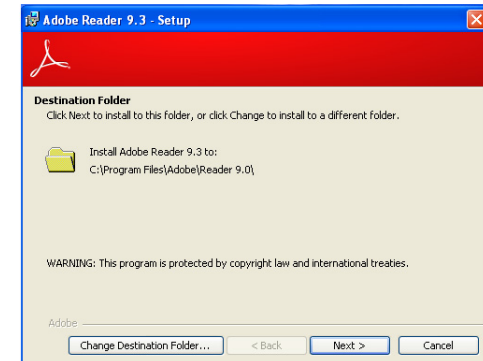 Adobe Reader 9.3 - Setup
Destination Folder
Click Next to install to this folder, or click Change to install to a different folder.
Install Adobe Reader 9.3 to:
C:\Program Files\Adobe\Reader 9.0\
WARNING: This program is protected by copyright law and international treaties.
Adobe
Change Destination Folder... < Back Next > Cancel